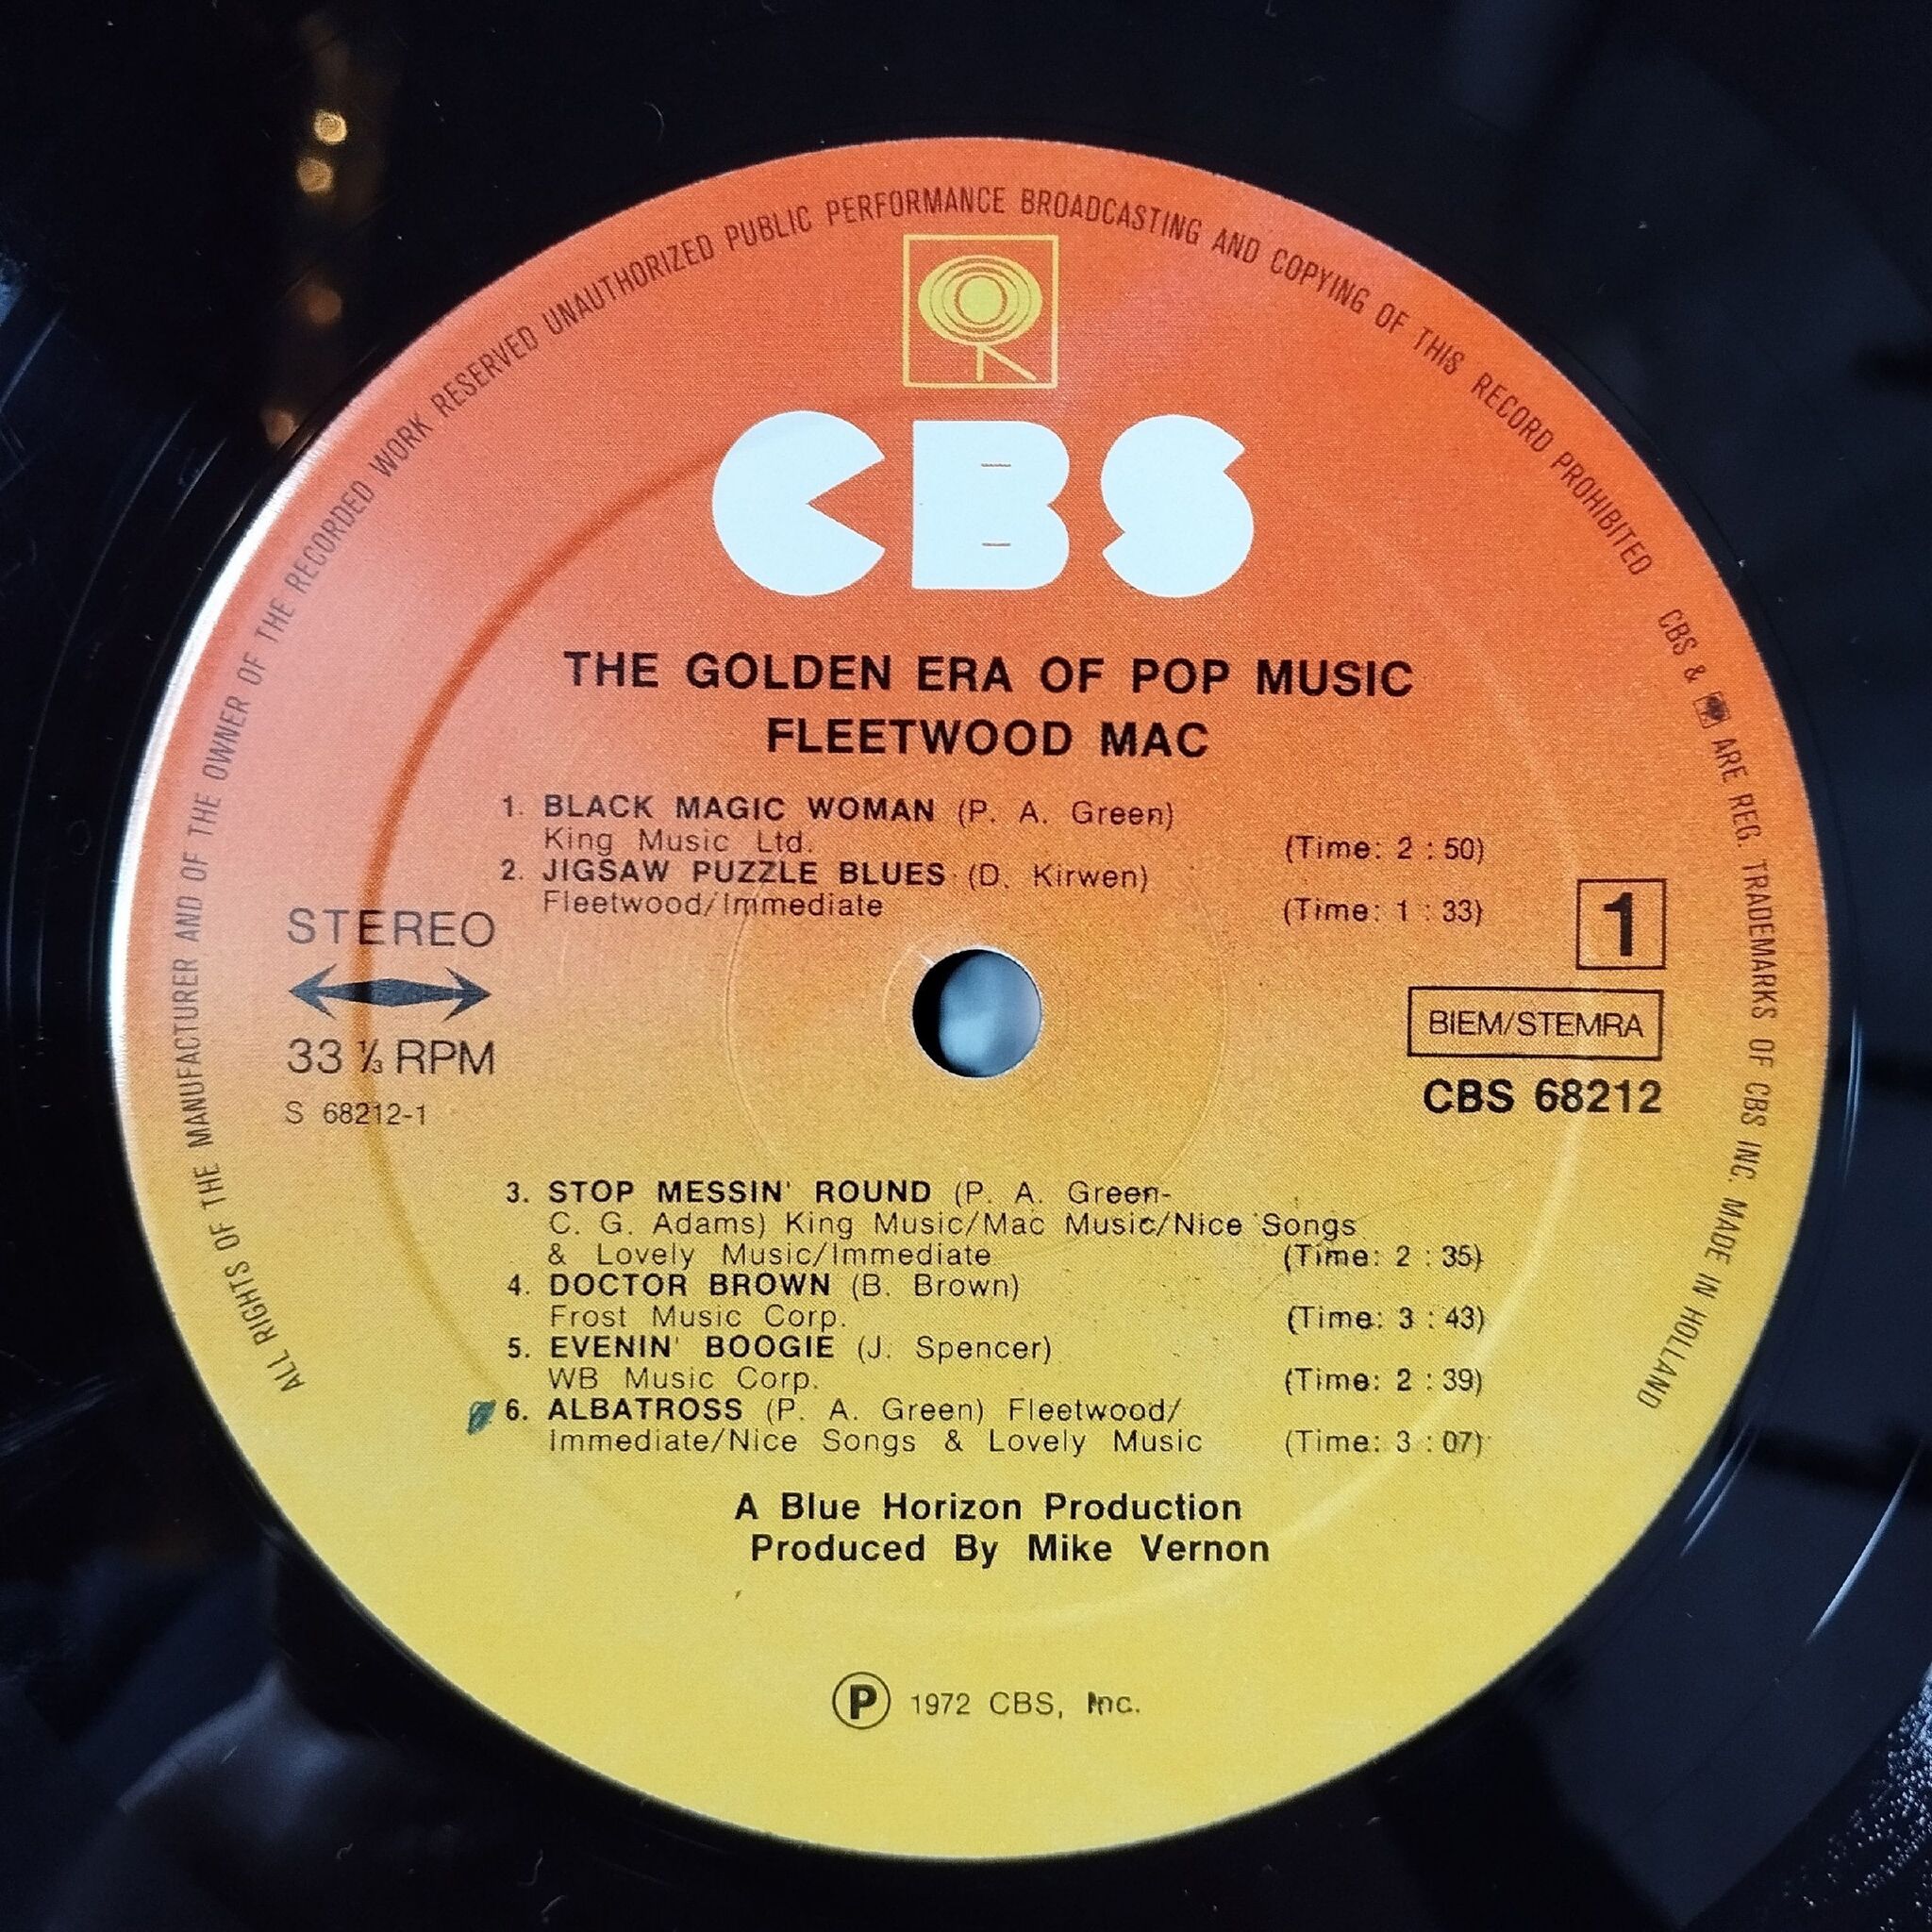 ALL RIGHTS OF THE MANUFACTURER AND OF THE OWNER OF THE RECORDED WORK RESERVED UNAUTHORIZED PUBLIC PERFORMANCE BROADCASTING AND COPYING OF THIS RECORD PROHIBITED
CBS & ARE REG. TRADEMARKS OF CBS INC. MADE IN HOLLAND
CBS
THE GOLDEN ERA OF POP MUSIC
FLEETWOOD MAC
1. BLACK MAGIC WOMAN (P. A. Green)
King Music Ltd. (Time: 2 : 50)
2. JIGSAW PUZZLE BLUES (D. Kirwen)
Fleetwood/Immediate (Time: 1 : 33)
STEREO
33 ⅓ RPM
S 68212-1
1
BIEM/STEMRA
CBS 68212
3. STOP MESSIN' ROUND (P. A. Green-
C. G. Adams) King Music/Mac Music/Nice Songs
& Lovely Music/Immediate (Time: 2 : 35)
4. DOCTOR BROWN (B. Brown)
Frost Music Corp. (Time: 3 : 43)
5. EVENIN' BOOGIE (J. Spencer)
WB Music Corp. (Time: 2 : 39)
6. ALBATROSS (P. A. Green) Fleetwood/
Immediate/Nice Songs & Lovely Music (Time: 3 : 07)
A Blue Horizon Production
Produced By Mike Vernon
Ⓟ 1972 CBS, Inc.